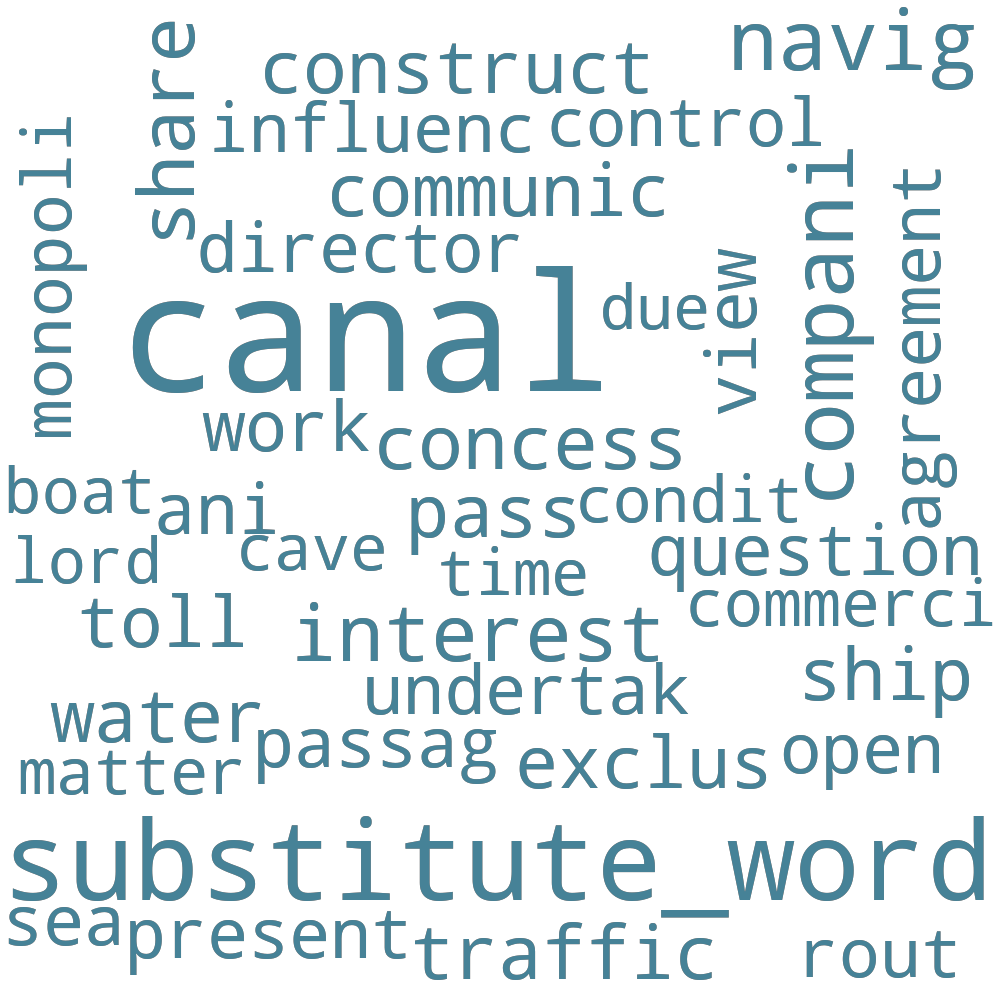 navig
share
construct
influenc
control
monopoli
communic
compani
agreement
director
view
canal
due
work
concess
boat
ani
pass
condit
lord
cave
time
question
commerci
toll
interest
ship
undertak
water
passag
exclus
open
matter
substitute_word
sea
present
traffic
rout